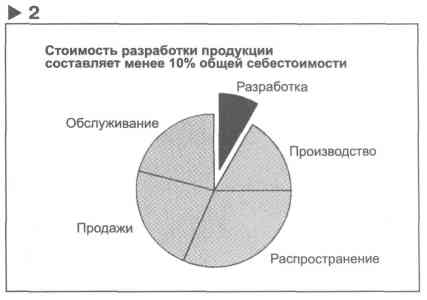 ▶ 2
Стоимость разработки продукции
составляет менее 10% общей себестоимости
Разработка
Обслуживание
Производство
Продажи
Распространение